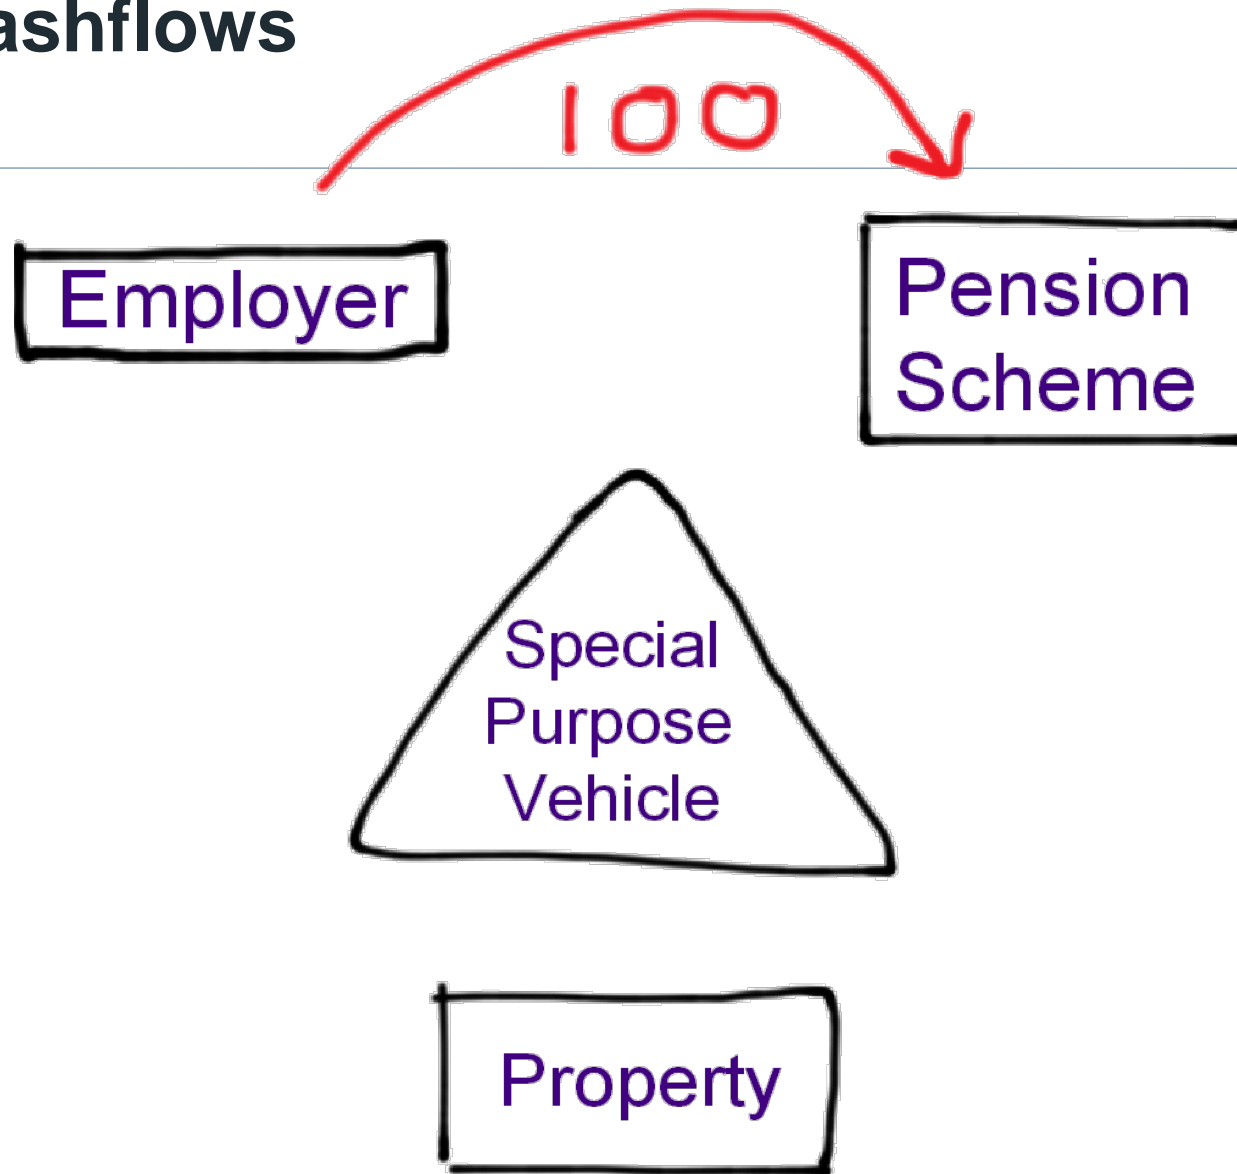 ashflows
100
Employer
Pension
Scheme
Special
Purpose
Vehicle
Property